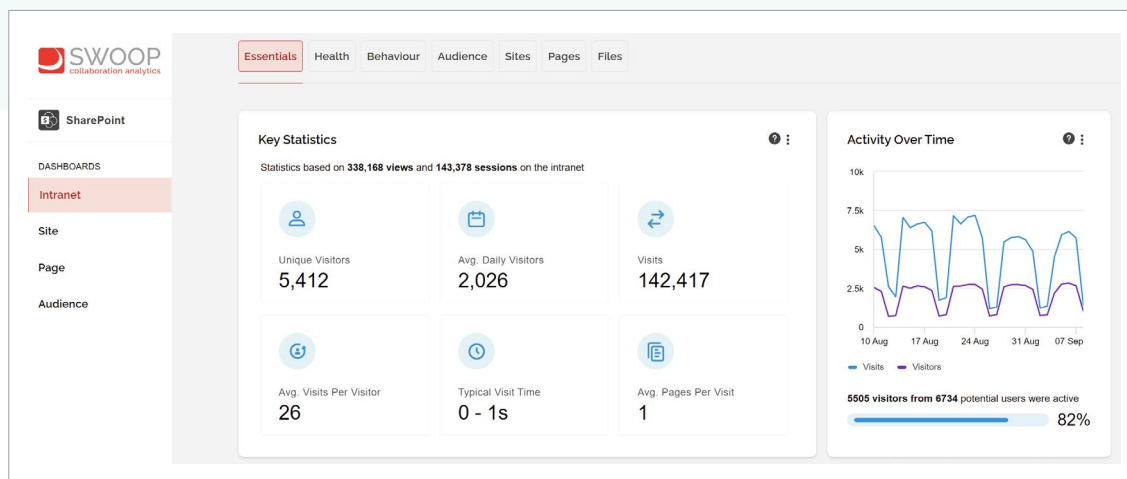 SWOOP
collaboration analytics
SharePoint
DASHBOARDS
Intranet
Site
Page
Audience
Essentials Health Behaviour Audience Sites Pages Files
Key Statistics
Statistics based on 338,168 views and 143,378 sessions on the intranet
Unique Visitors
5,412
Avg. Daily Visitors
2,026
Visits
142,417
Avg. Visits Per Visitor
26
Typical Visit Time
0 - 1s
Avg. Pages Per Visit
1
Activity Over Time
10k
7.5k
5k
2.5k
0
10 Aug 17 Aug 24 Aug 31 Aug 07 Sep
Visits Visitors
5505 visitors from 6734 potential users were active
82%